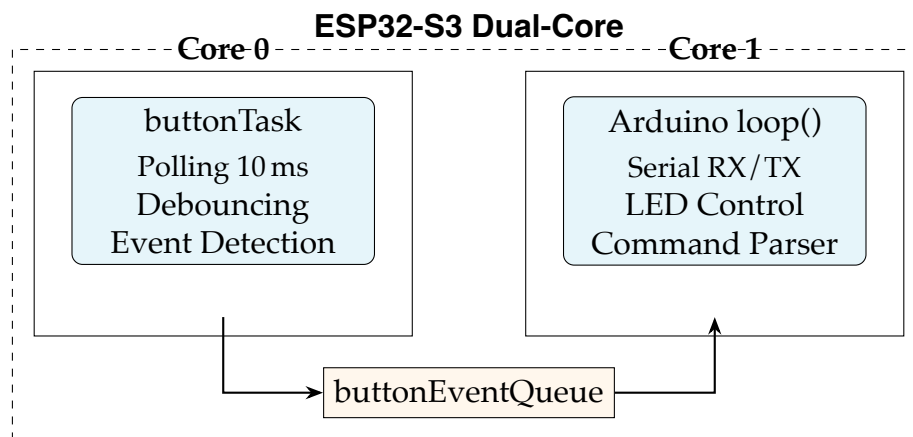 ESP32-S3 Dual-Core
Core 0
buttonTask
Polling 10 ms
Debouncing
Event Detection
Core 1
Arduino loop()
Serial RX/TX
LED Control
Command Parser
buttonEventQueue